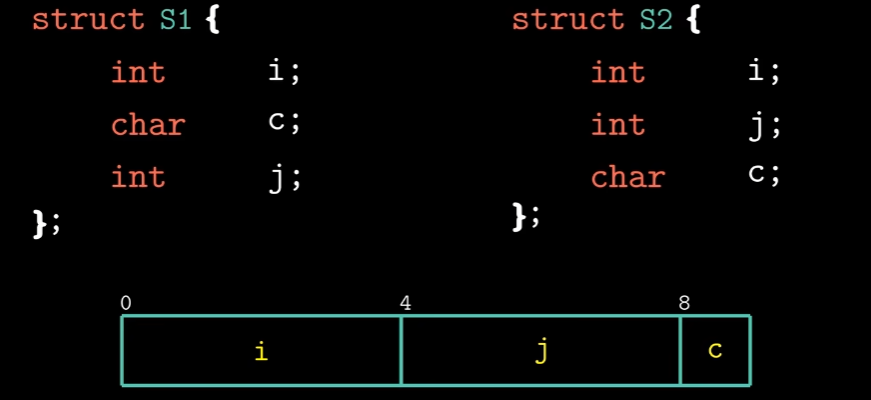 struct S1 {
int i;
char c;
int j;
};
struct S2 {
int i;
int j;
char c;
};
0 4 8
i j c